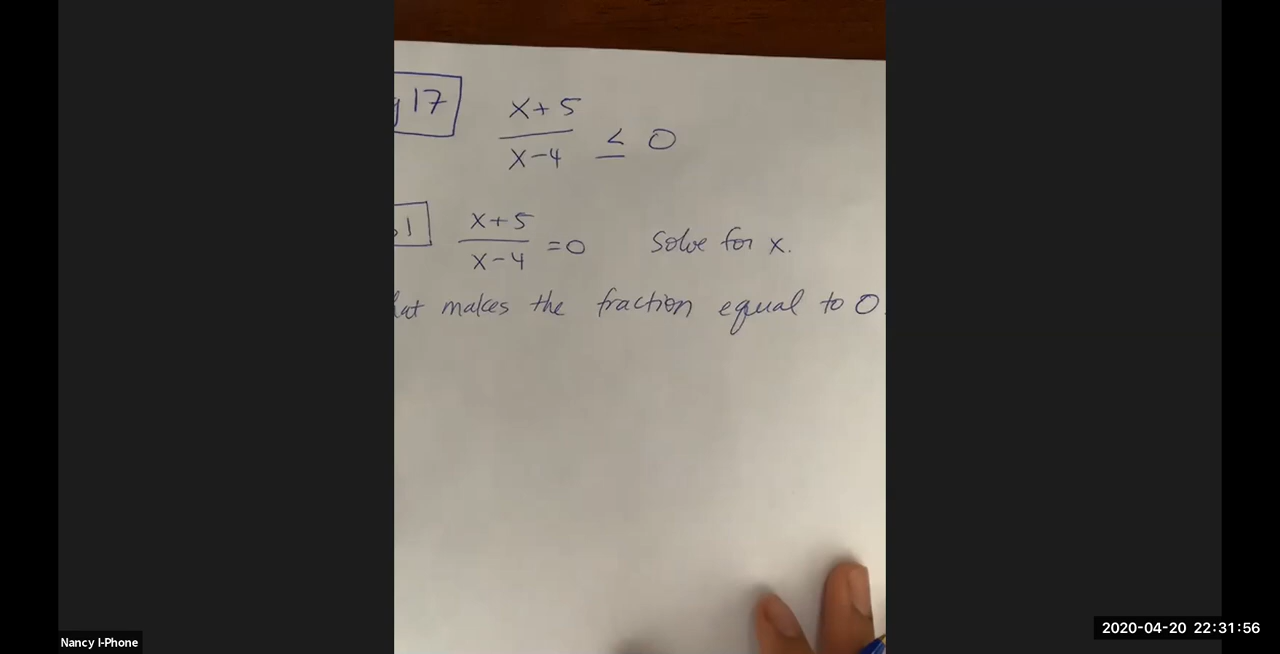 17
x+5
x-4
≤ 0
1
x+5
x-4
=0 Solve for x.
makes the fraction equal to 0.
Nancy I-Phone
2020-04-20 22:31:56